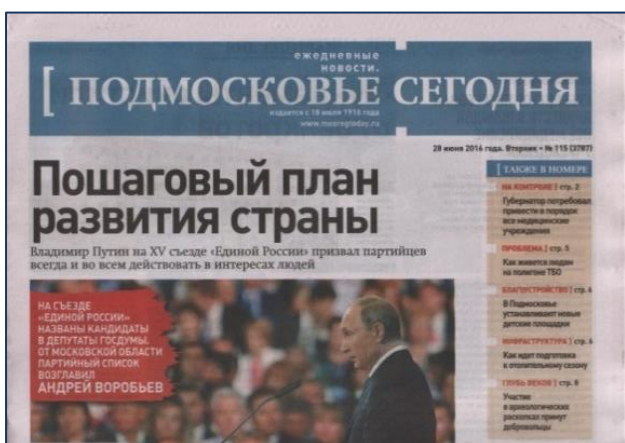 ежедневные
новости.
[ ПОДМОСКОВЬЕ СЕГОДНЯ
издается с 18 июля 1916 года
www.mosregtoday.ru
28 июня 2016 года. Вторник • № 115 (3787)
Пошаговый план
развития страны
Владимир Путин на XV съезде «Единой России» призвал партийцев
всегда и во всем действовать в интересах людей
НА СЪЕЗДЕ
«ЕДИНОЙ РОССИИ»
НАЗВАНЫ КАНДИДАТЫ
В ДЕПУТАТЫ ГОСДУМЫ.
ОТ МОСКОВСКОЙ ОБЛАСТИ
ПАРТИЙНЫЙ СПИСОК
ВОЗГЛАВИЛ
АНДРЕЙ ВОРОБЬЕВ
[ ТАКЖЕ В НОМЕРЕ
НА КОНТРОЛЕ ] стр. 2
Губернатор потребовал
привести в порядок
все медицинские
учреждения
ПРОБЛЕМА ] стр. 5
Как живется людям
на полигоне ТБО
БЛАГОУСТРОЙСТВО ] стр. 6
В Подмосковье
устанавливают новые
детские площадки
ИНФРАСТРУКТУРА ] стр. 6
Как идет подготовка
к отопительному сезону
ГЛУБЬ ВЕКОВ ] стр. 8
Участие
в археологических
раскопках примут
добровольцы